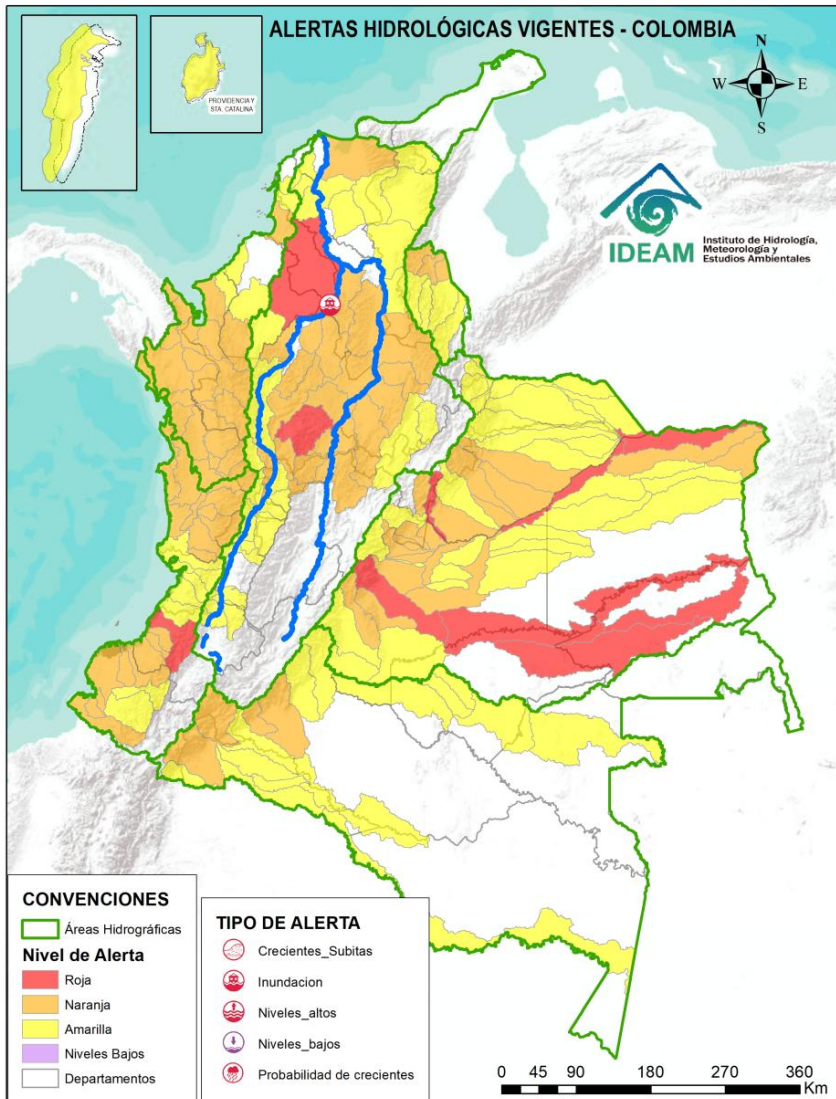 ALERTAS HIDROLÓGICAS VIGENTES - COLOMBIA
PROVIDENCIA Y
STA. CATALINA
N
W
E
S
IDEAM
Instituto de Hidrología,
Meteorología y
Estudios Ambientales
CONVENCIONES
Áreas Hidrográficas
Nivel de Alerta
Roja
Naranja
Amarilla
Niveles Bajos
Departamentos
TIPO DE ALERTA
Crecientes_Subitas
Inundacion
Niveles_altos
Niveles_bajos
Probabilidad de crecientes
0 45 90 180 270 360
Km